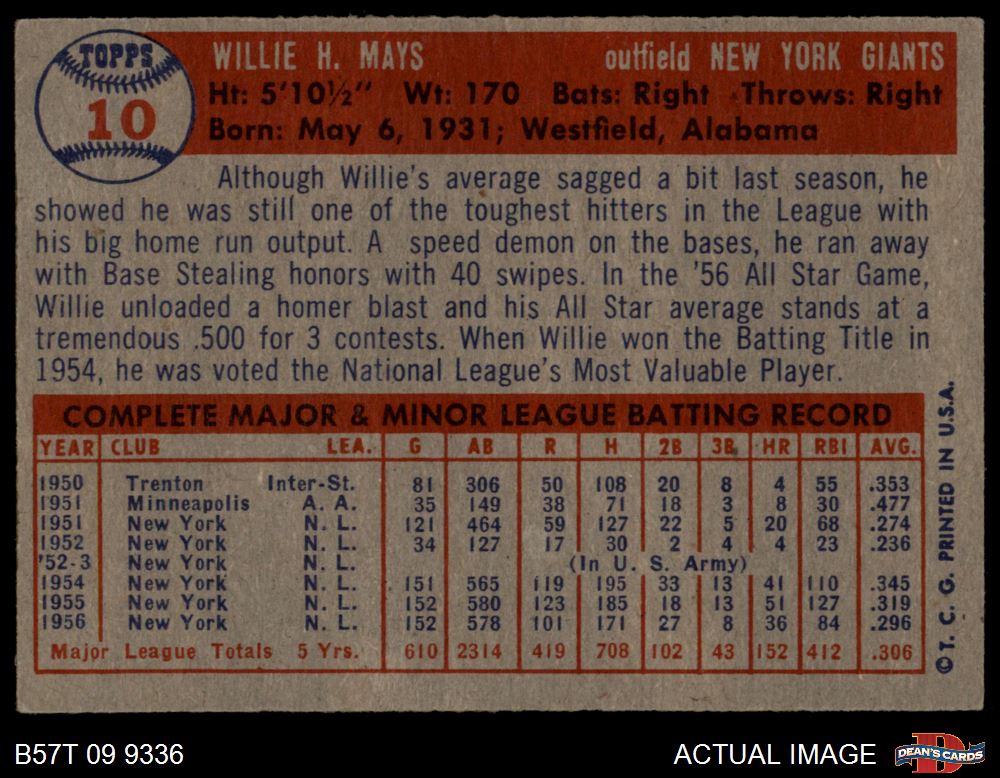 TOPPS
10
WILLIE H. MAYS outfield NEW YORK GIANTS
Ht: 5'10½" Wt: 170 Bats: Right Throws: Right
Born: May 6, 1931; Westfield, Alabama
Although Willie's average sagged a bit last season, he
showed he was still one of the toughest hitters in the League with
his big home run output. A speed demon on the bases, he ran away
with Base Stealing honors with 40 swipes. In the '56 All Star Game,
Willie unloaded a homer blast and his All Star average stands at a
tremendous .500 for 3 contests. When Willie won the Batting Title in
1954, he was voted the National League's Most Valuable Player.
COMPLETE MAJOR & MINOR LEAGUE BATTING RECORD
YEAR CLUB LEA. G AB R H 2B 3B HR RBI AVG.
1950 Trenton Inter-St. 81 306 50 108 20 8 4 55 .353
1951 Minneapolis A. A. 35 149 38 71 18 3 8 30 .477
1951 New York N. L. 121 464 59 127 22 5 20 68 .274
1952 New York N. L. 34 127 17 30 2 4 4 23 .236
'52-3 New York N. L. (In U. S. Army)
1954 New York N. L. 151 565 119 195 33 13 41 110 .345
1955 New York N. L. 152 580 123 185 18 13 51 127 .319
1956 New York N. L. 152 578 101 171 27 8 36 84 .296
Major League Totals 5 Yrs. 610 2314 419 708 102 43 152 412 .306
© T. C. G. PRINTED IN U.S.A.
B57T 09 9336 ACTUAL IMAGE DEAN'S CARDS